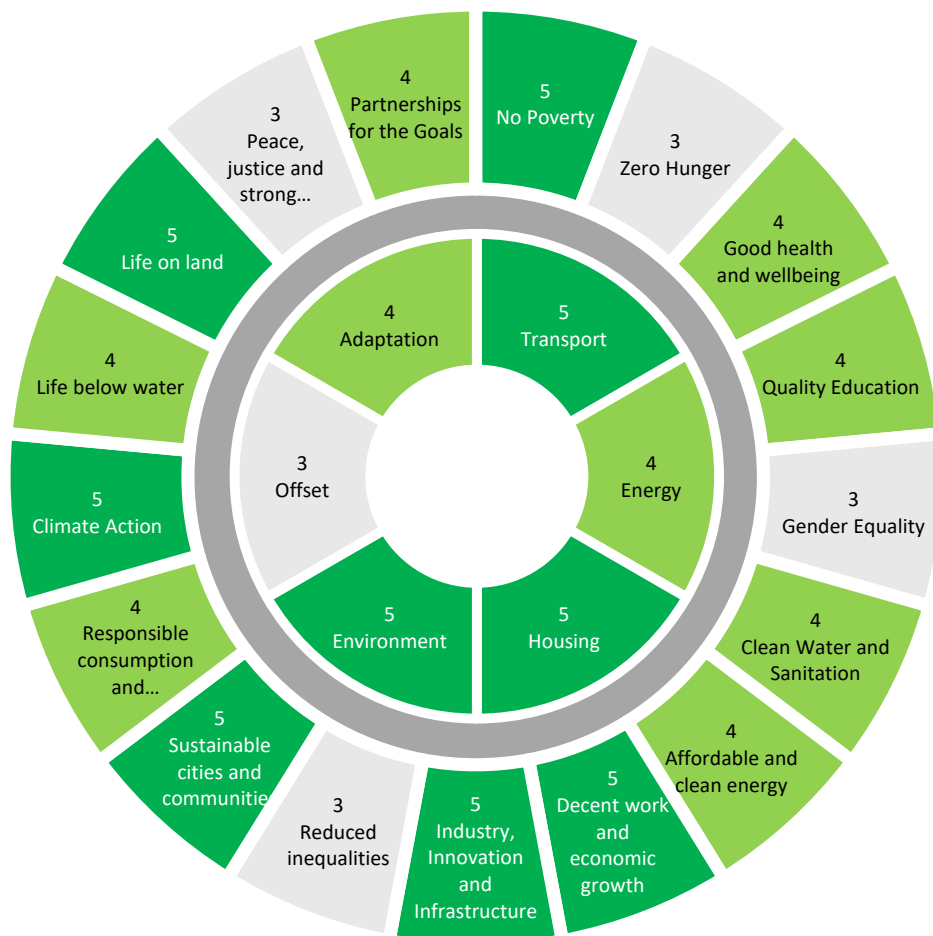 5
No Poverty
3
Zero Hunger
4
Good health
and wellbeing
4
Quality Education
3
Gender Equality
4
Clean Water and
Sanitation
4
Affordable and
clean energy
5
Decent work
and
economic
growth
5
Industry,
Innovation
and
Infrastructure
3
Reduced
inequalities
5
Sustainable
cities and
communities
4
Responsible
consumption
and…
5
Climate Action
4
Life below water
5
Life on land
3
Peace,
justice and
strong…
4
Partnerships
for the Goals
5
Transport
4
Energy
5
Housing
5
Environment
3
Offset
4
Adaptation